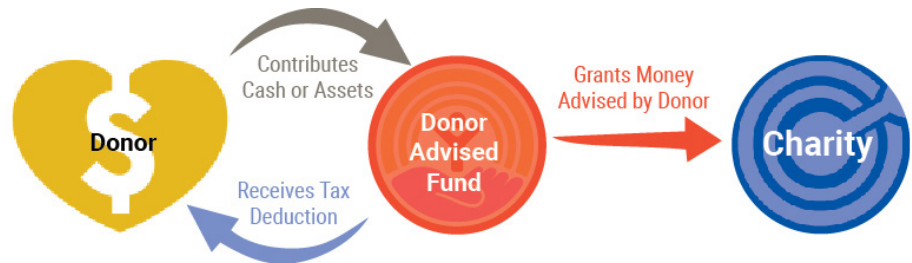 Donor
$
Contributes
Cash or Assets
Receives Tax
Deduction
Donor
Advised
Fund
Grants Money
Advised by Donor
Charity